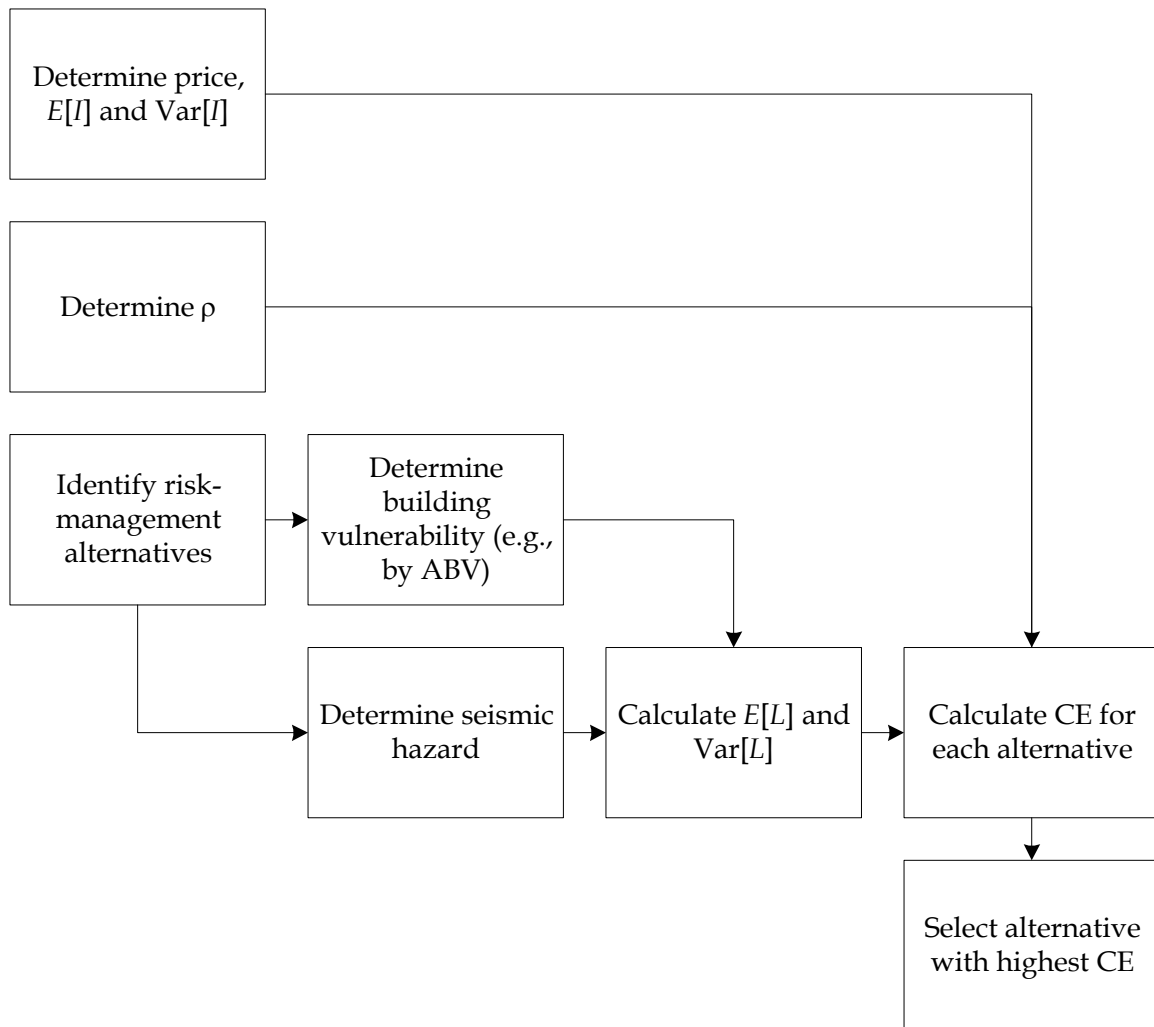 Determine price,
E[I] and Var[I]
Determine ρ
Identify risk-
management
alternatives
Determine
building
vulnerability (e.g.,
by ABV)
Determine seismic
hazard
Calculate E[L] and
Var[L]
Calculate CE for
each alternative
Select alternative
with highest CE